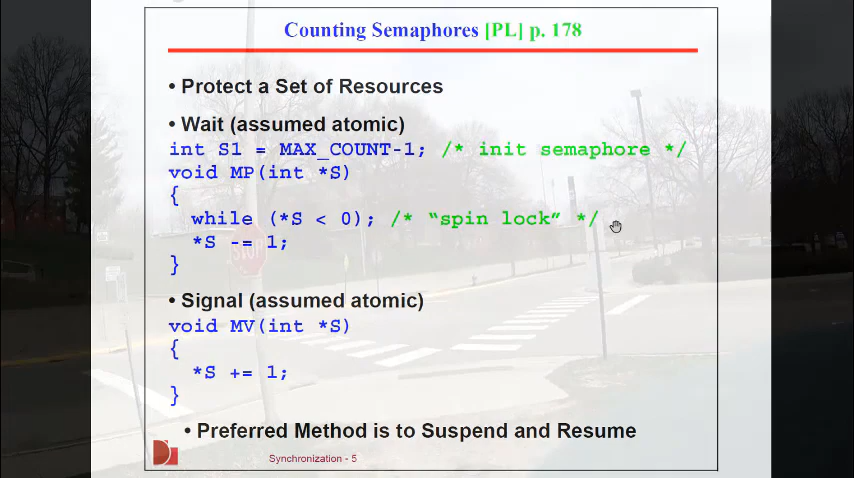 Counting Semaphores [PL] p. 178
• Protect a Set of Resources
• Wait (assumed atomic)
int S1 = MAX_COUNT-1; /* init semaphore */
void MP(int *S)
{
while (*S < 0); /* “spin lock” */
*S -= 1;
}
• Signal (assumed atomic)
void MV(int *S)
{
*S += 1;
}
• Preferred Method is to Suspend and Resume
Synchronization - 5
STOP